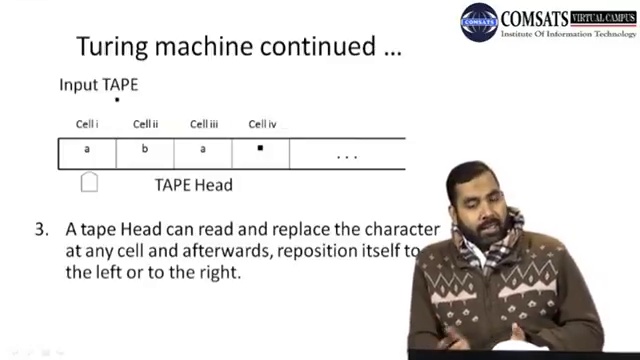 COMSATS VIRTUAL CAMPUS
Institute Of Information Technology
Turing machine continued ...
Input TAPE
Cell i Cell ii Cell iii Cell iv
a b a ■ ...
TAPE Head
3. A tape Head can read and replace the character
at any cell and afterwards, reposition itself to
the left or to the right.